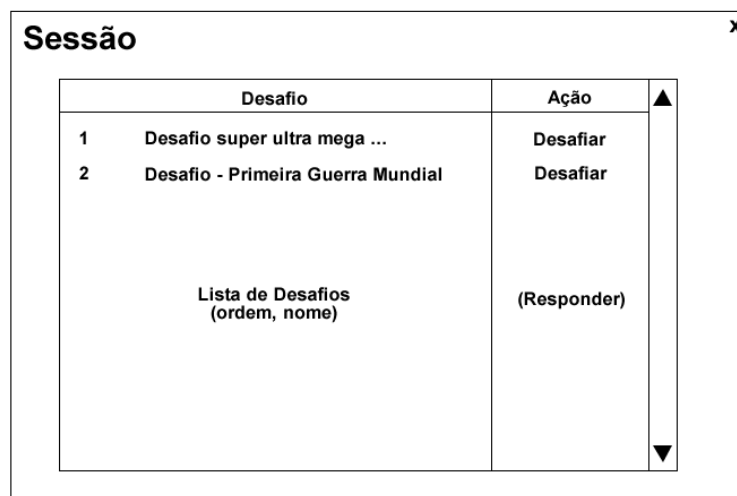 Sessão
x
Desafio Ação
1 Desafio super ultra mega ... Desafiar
2 Desafio - Primeira Guerra Mundial Desafiar
Lista de Desafios
(ordem, nome)
(Responder)